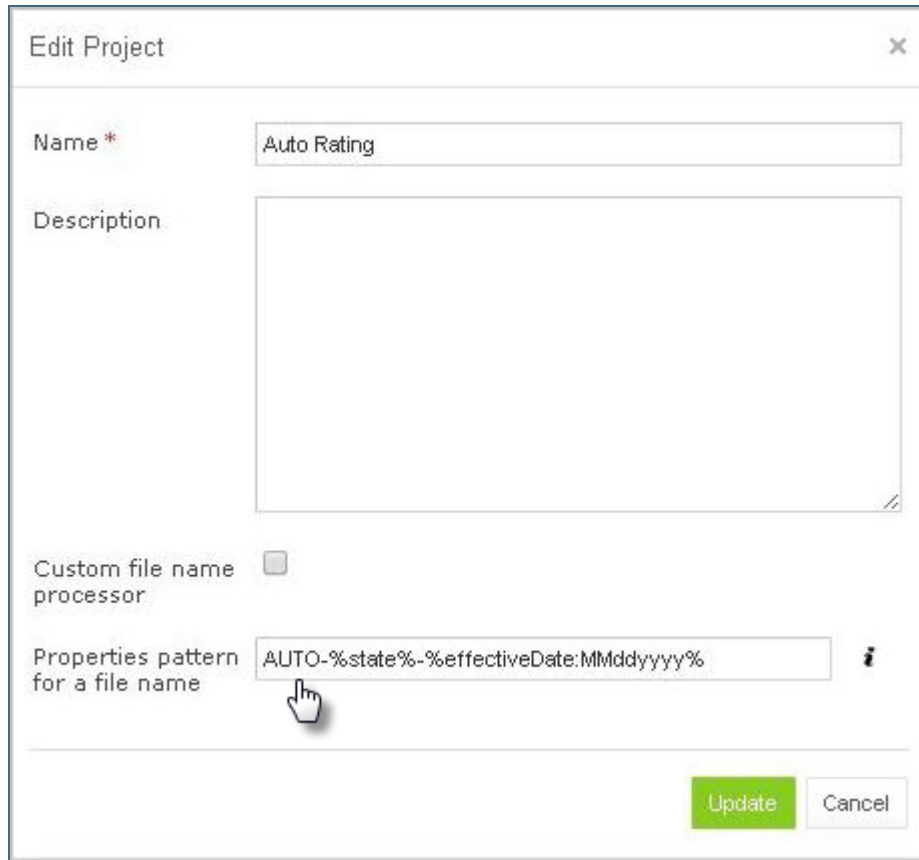 Edit Project ×
Name *
Auto Rating
Description
Custom file name
processor
Properties pattern
for a file name
AUTO-%state%-%effectiveDate:MMddyyyy%
i
Update Cancel